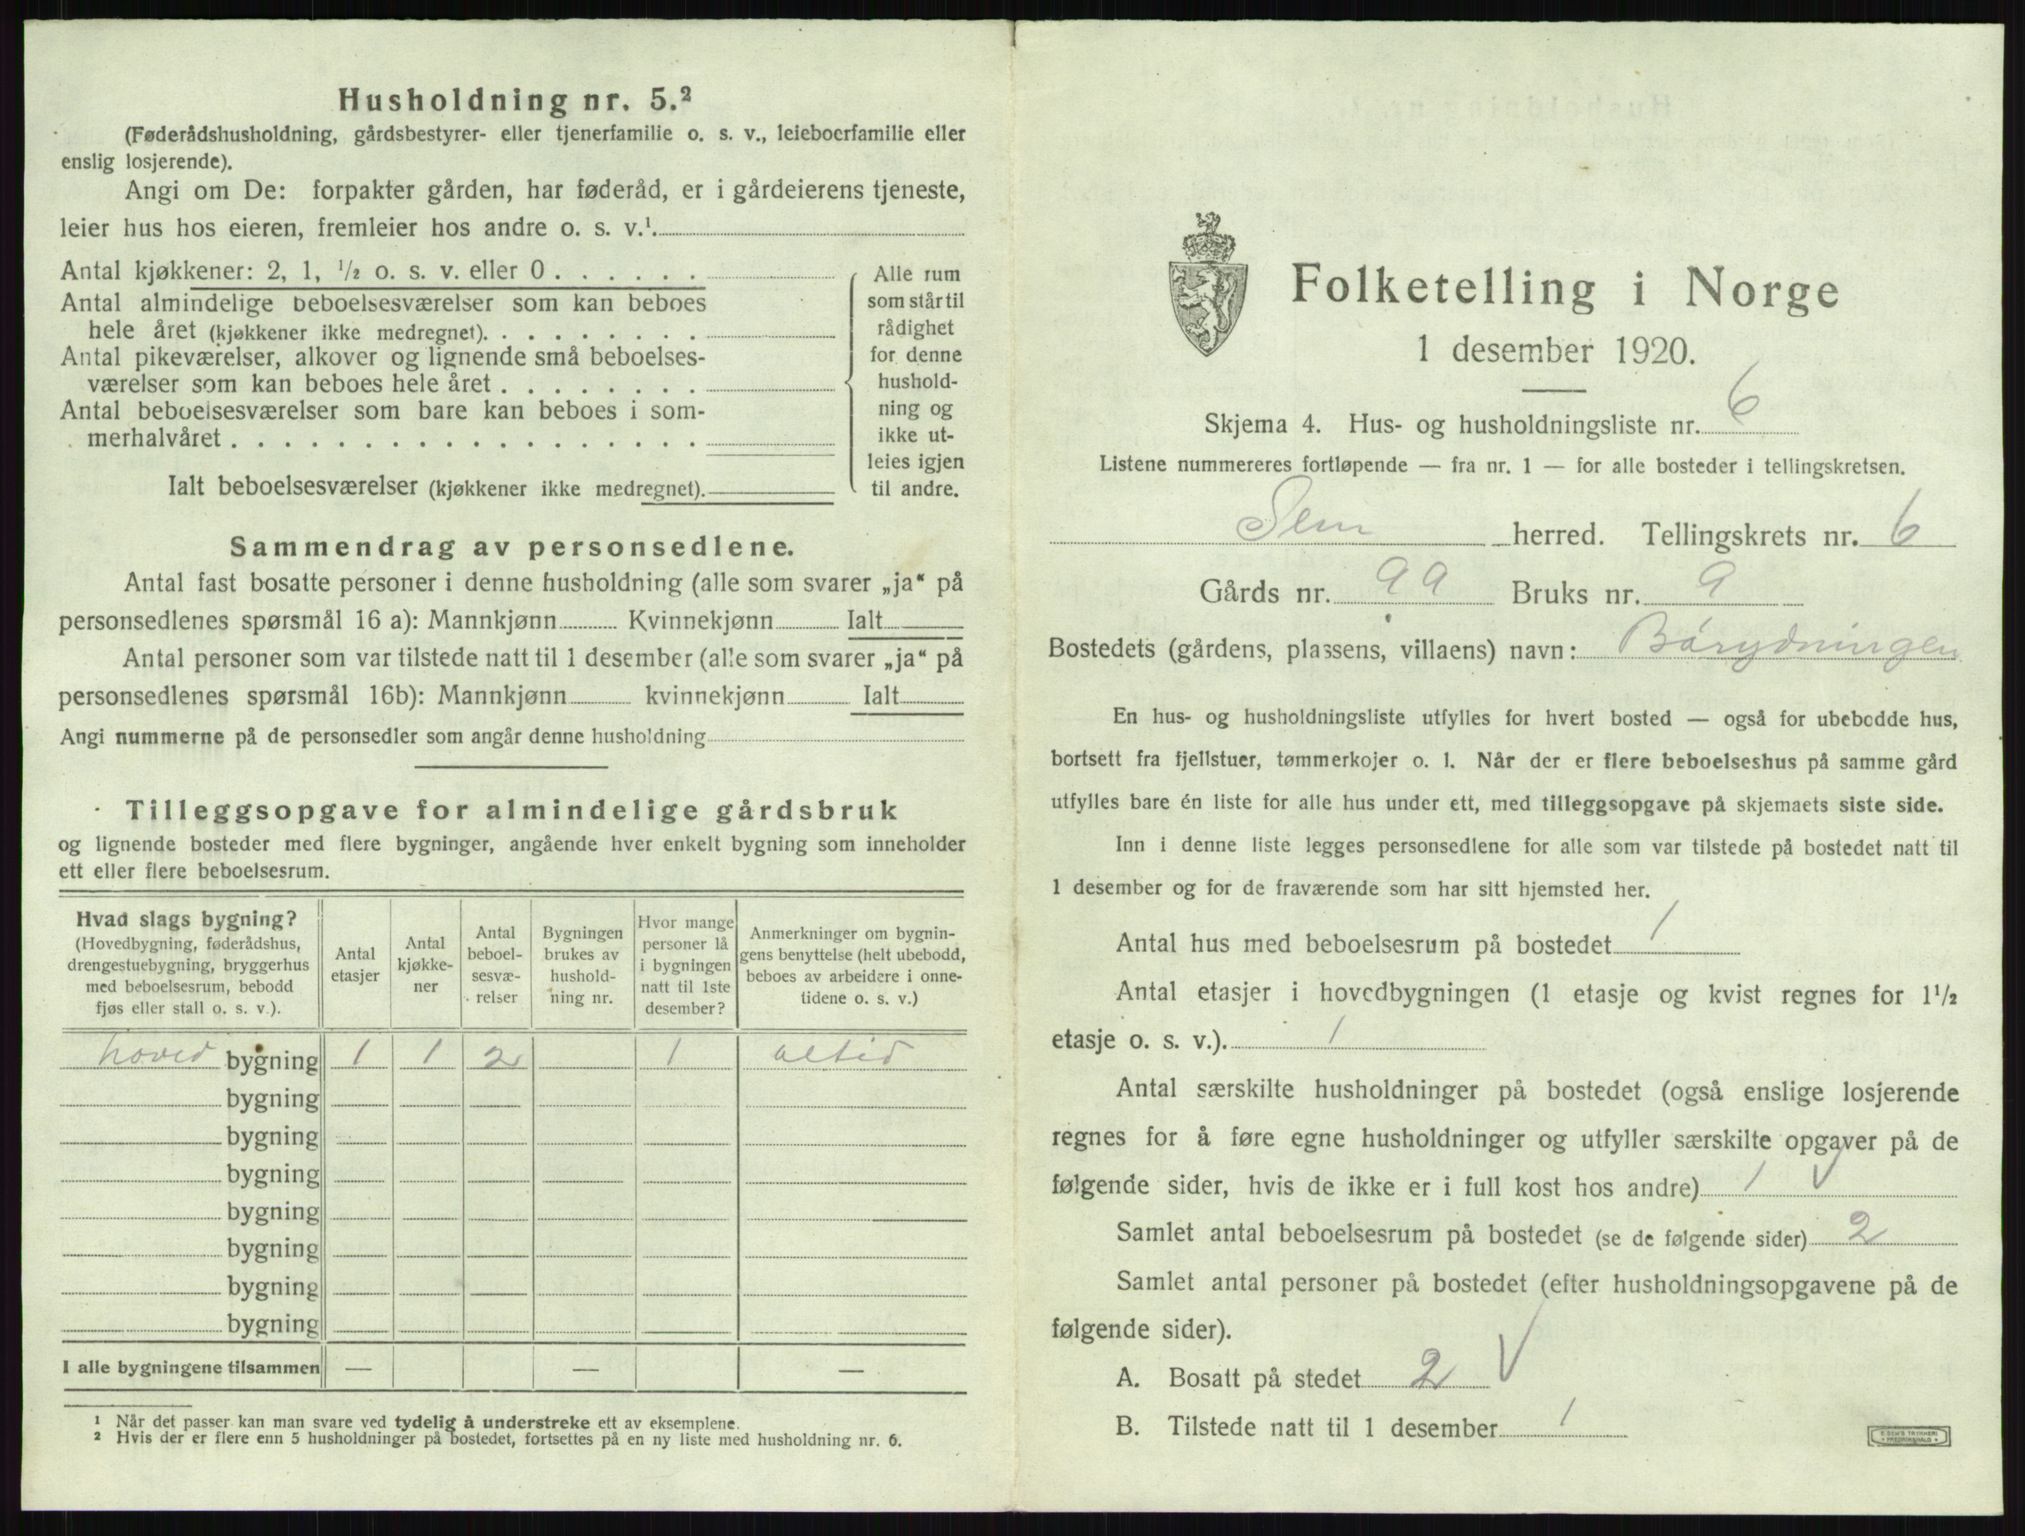 Husholdning nr. 5.²
(Føderådshusholdning, gårdsbestyrer- eller tjenerfamilie o. s. v., leieboerfamilie eller
enslig losjerende).
Angi om De: forpakter gården, har føderåd, er i gårdeierens tjeneste,
leier hus hos eieren, fremleier hos andre o. s. v.¹.
Antal kjøkkener: 2, 1, ½ o. s. v. eller 0 . . . . . .
Antal almindelige beboelsesværelser som kan beboes
hele året (kjøkkener ikke medregnet). . . . . . . . .
Antal pikeværelser, alkover og lignende små beboelses-
værelser som kan beboes hele året . . . . . . . .
Antal beboelsesværelser som bare kan beboes i som-
merhalvåret . . . . . . . . . . . . . . . . . .
Ialt beboelsesværelser (kjøkkener ikke medregnet).
Alle rum
som står til
rådighet
for denne
hushold-
ning og
ikke ut-
leies igjen
til andre.
Sammendrag av personsedlene.
Antal fast bosatte personer i denne husholdning (alle som svarer „ja“ på
personsedlenes spørsmål 16 a): Mannkjønn Kvinnekjønn Ialt
Antal personer som var tilstede natt til 1 desember (alle som svarer „ja“ på
personsedlenes spørsmål 16b): Mannkjønn kvinnekjønn Ialt
Angi nummerne på de personsedler som angår denne husholdning
Tilleggsopgave for almindelige gårdsbruk
og lignende bosteder med flere bygninger, angående hver enkelt bygning som inneholder
ett eller flere beboelsesrum.
Hvad slags bygning?
(Hovedbygning, føderådshus,
drengestuebygning, bryggerhus
med beboelsesrum, bebodd
fjøs eller stall o. s. v.).
Antal
etasjer
Antal
kjøkke-
ner
Antal
beboel-
sesvæ-
relser
Bygningen
brukes av
hushold-
ning nr.
Hvor mange
personer lå
i bygningen
natt til 1ste
desember?
Anmerkninger om bygnin-
gens benyttelse (helt ubebodd,
beboes av arbeidere i onne-
tidene o. s. v.)
hoved bygning 1 1 2 1 altid
bygning
bygning
bygning
bygning
bygning
bygning
bygning
I alle bygningene tilsammen — — —
¹ Når det passer kan man svare ved tydelig å understreke ett av eksemplene.
² Hvis der er flere enn 5 husholdninger på bostedet, fortsettes på en ny liste med husholdning nr. 6.
Folketelling i Norge
1 desember 1920.
Skjema 4. Hus- og husholdningsliste nr. 6
Listene nummereres fortløpende — fra nr. 1 — for alle bosteder i tellingskretsen.
Sem herred. Tellingskrets nr. 6
Gårds nr. 99 Bruks nr. 9
Bostedets (gårdens, plassens, villaens) navn: Bårydningen
En hus- og husholdningsliste utfylles for hvert bosted — også for ubebodde hus,
bortsett fra fjellstuer, tømmerkojer o. l. Når der er flere beboelseshus på samme gård
utfylles bare én liste for alle hus under ett, med tilleggsopgave på skjemaets siste side.
Inn i denne liste legges personsedlene for alle som var tilstede på bostedet natt til
1 desember og for de fraværende som har sitt hjemsted her.
Antal hus med beboelsesrum på bostedet 1
Antal etasjer i hovedbygningen (1 etasje og kvist regnes for 1½
etasje o. s. v.). 1
Antal særskilte husholdninger på bostedet (også enslige losjerende
regnes for å føre egne husholdninger og utfyller særskilte opgaver på de
følgende sider, hvis de ikke er i full kost hos andre) 1 √
Samlet antal beboelsesrum på bostedet (se de følgende sider) 2
Samlet antal personer på bostedet (efter husholdningsopgavene på de
følgende sider).
A. Bosatt på stedet 2 √
B. Tilstede natt til 1 desember 1